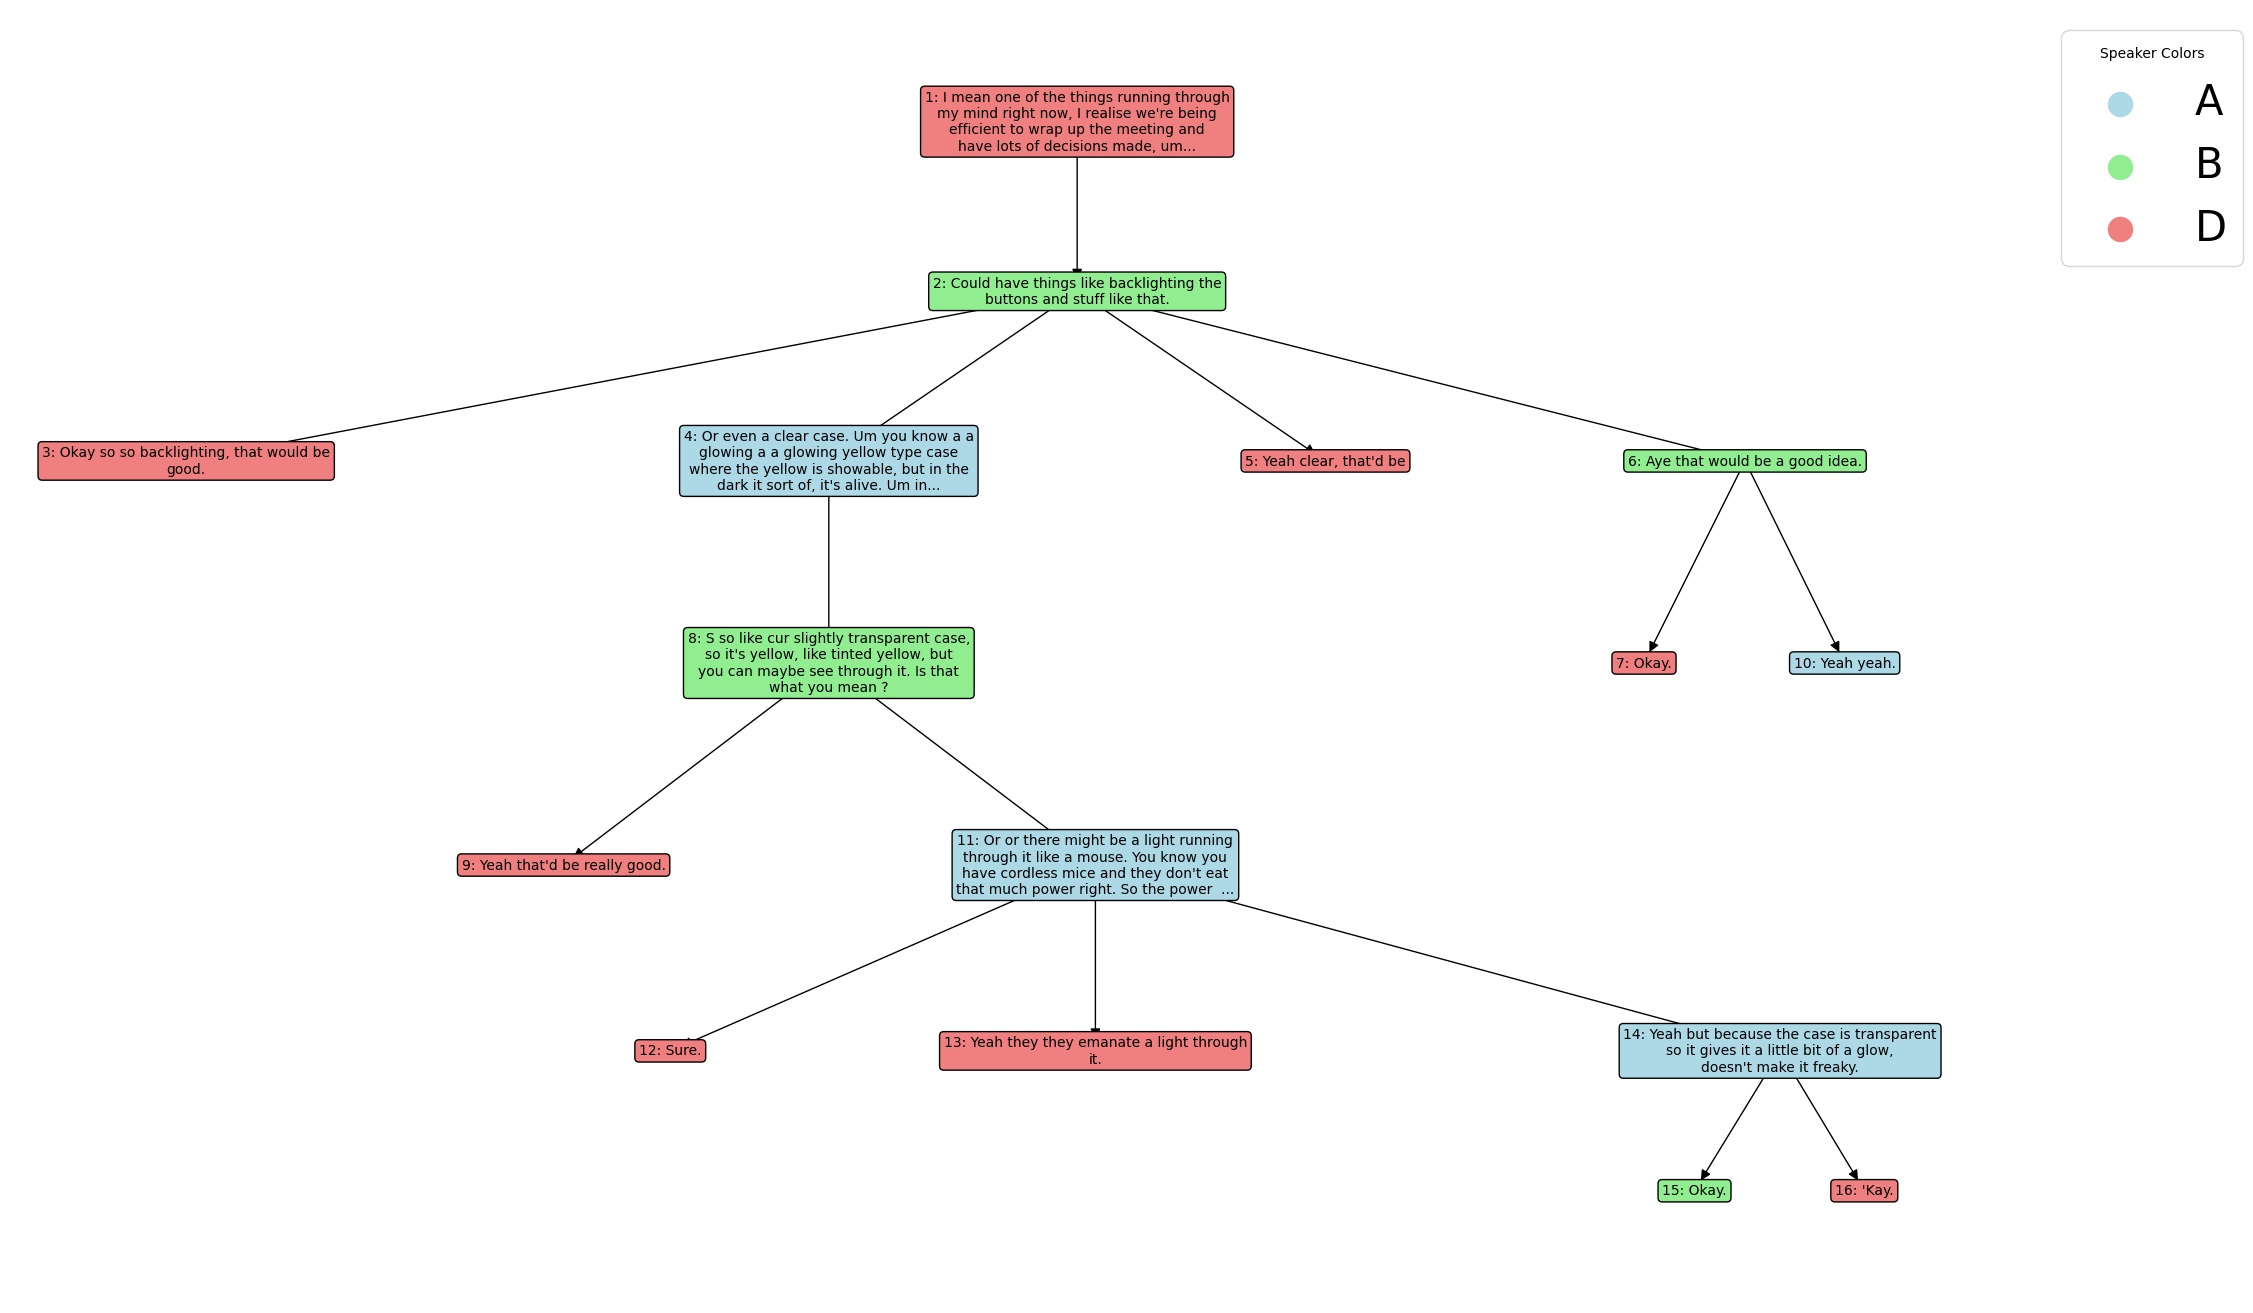 Speaker Colors
A
B
D
1: I mean one of the things running through
my mind right now, I realise we're being
efficient to wrap up the meeting and
have lots of decisions made, um...
2: Could have things like backlighting the
buttons and stuff like that.
3: Okay so so backlighting, that would be
good.
4: Or even a clear case. Um you know a a
glowing a a glowing yellow type case
where the yellow is showable, but in the
dark it sort of, it's alive. Um in...
5: Yeah clear, that'd be
6: Aye that would be a good idea.
8: S so like cur slightly transparent case,
so it's yellow, like tinted yellow, but
you can maybe see through it. Is that
what you mean ?
7: Okay.
10: Yeah yeah.
9: Yeah that'd be really good.
11: Or or there might be a light running
through it like a mouse. You know you
have cordless mice and they don't eat
that much power right. So the power  ...
12: Sure.
13: Yeah they they emanate a light through
it.
14: Yeah but because the case is transparent
so it gives it a little bit of a glow,
doesn't make it freaky.
15: Okay.
16: 'Kay.